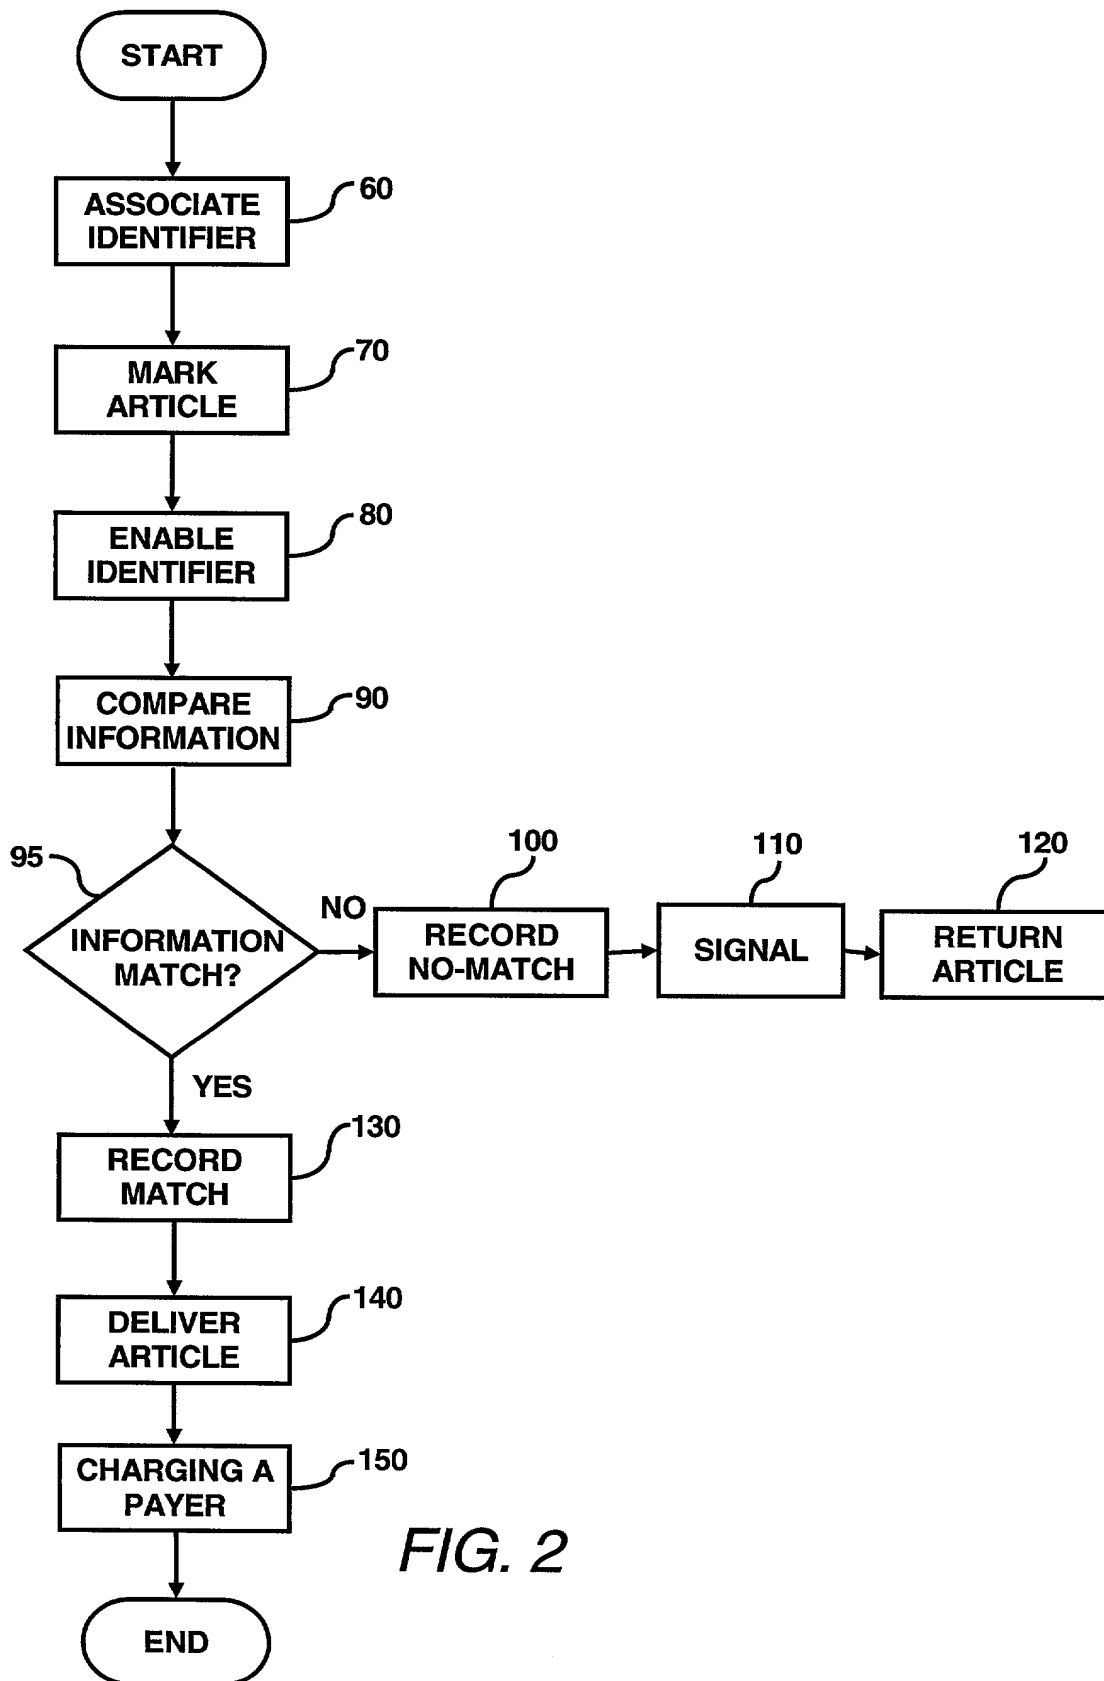 START
60
ASSOCIATE
IDENTIFIER
70
MARK
ARTICLE
80
ENABLE
IDENTIFIER
90
COMPARE
INFORMATION
95
INFORMATION
MATCH?
NO
100
RECORD
NO-MATCH
110
SIGNAL
120
RETURN
ARTICLE
YES
130
RECORD
MATCH
140
DELIVER
ARTICLE
150
CHARGING A
PAYER
FIG. 2
END